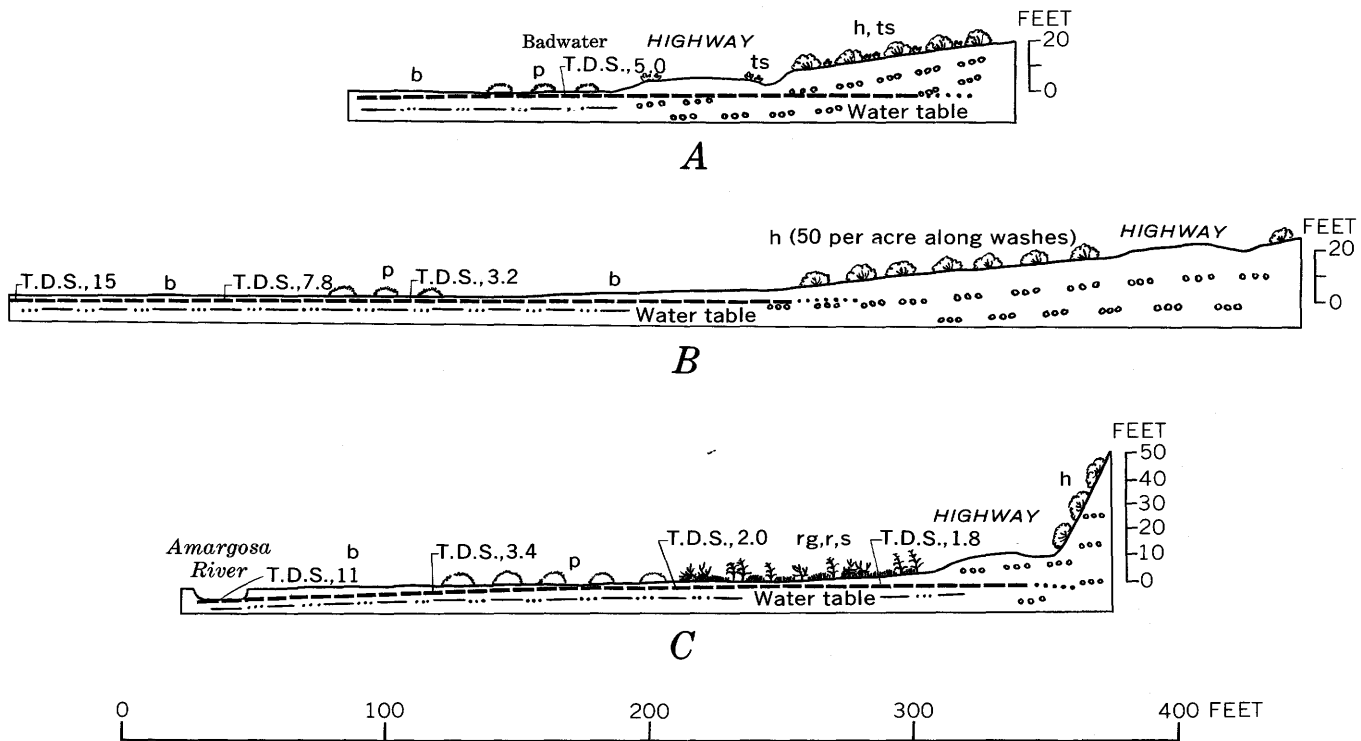 FEET
20
0
Badwater
HIGHWAY
h, ts
b
p
T.D.S., 5.0
ts
Water table
A
h (50 per acre along washes)
HIGHWAY
FEET
20
0
T.D.S., 15
b
T.D.S., 7.8
p
T.D.S., 3.2
b
Water table
B
FEET
50
40
30
20
10
0
h
HIGHWAY
Amargosa
River
b
T.D.S., 11
T.D.S., 3.4
p
T.D.S., 2.0
rg, r, s
T.D.S., 1.8
Water table
C
0 100 200 300 400 FEET